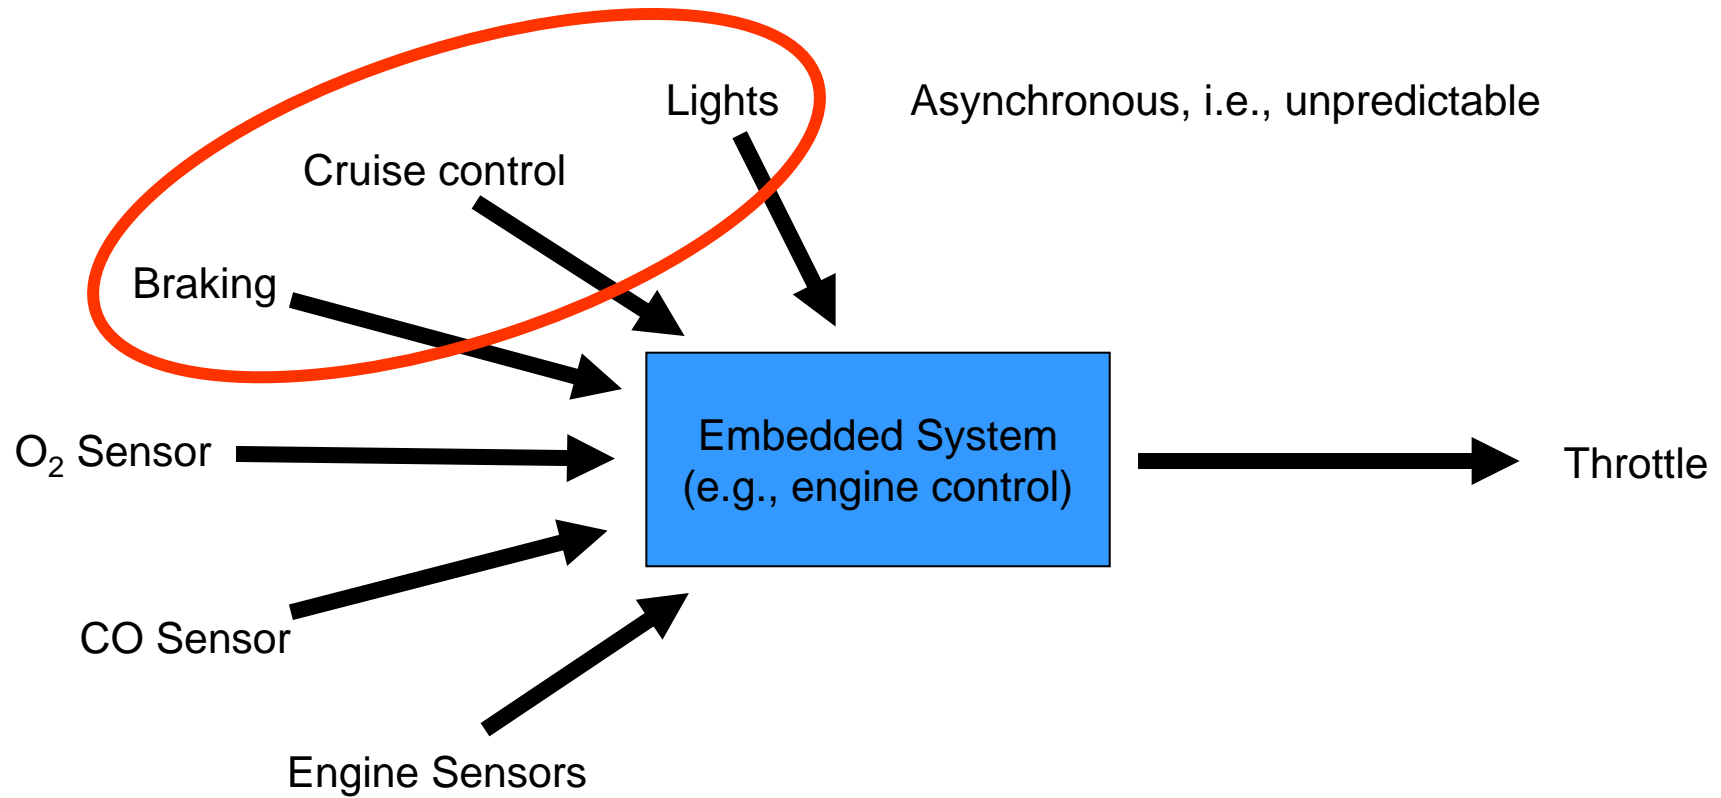 Lights
Asynchronous, i.e., unpredictable
Cruise control
Braking
O₂ Sensor
Embedded System
(e.g., engine control)
Throttle
CO Sensor
Engine Sensors